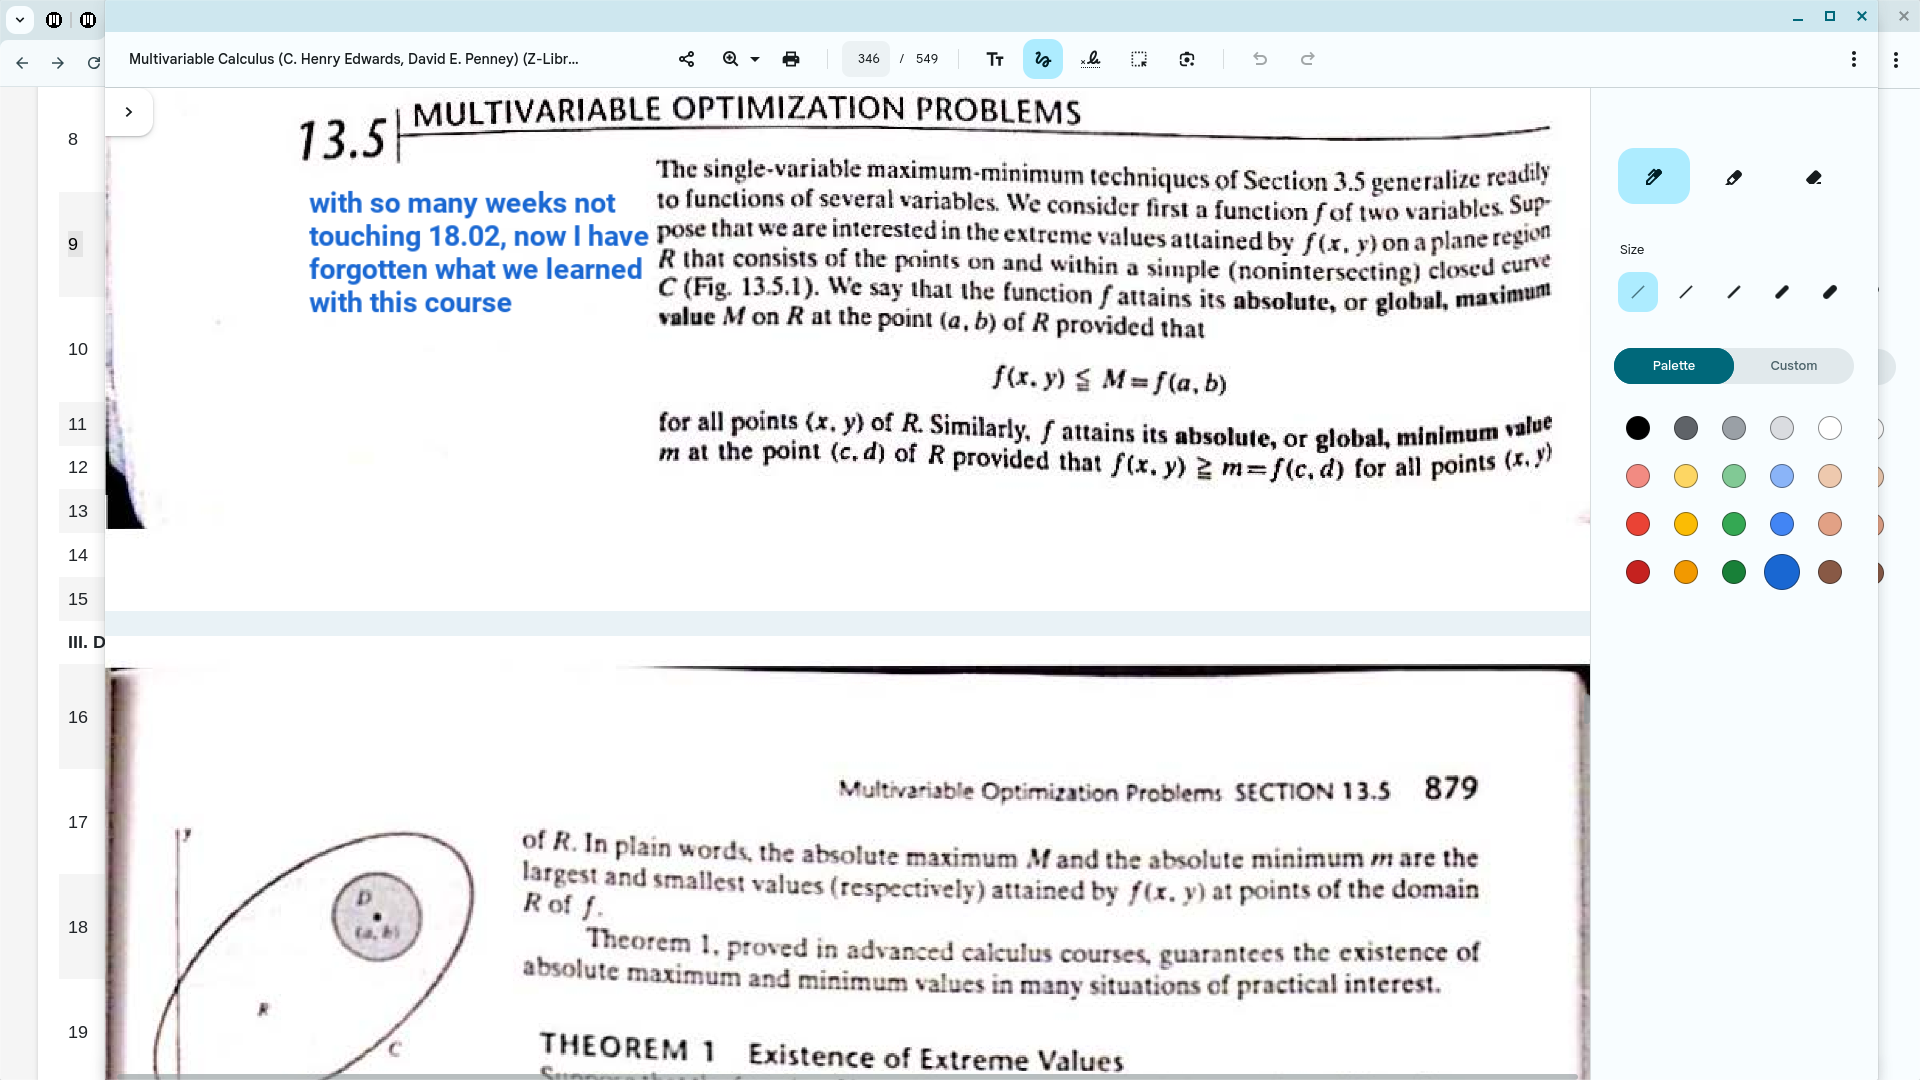 Multivariable Calculus (C. Henry Edwards, David E. Penney) (Z-Libr...
346 / 549
8
9
10
11
12
13
14
15
III. D
16
17
18
19
13.5 MULTIVARIABLE OPTIMIZATION PROBLEMS
with so many weeks not
touching 18.02, now I have
forgotten what we learned
with this course
The single-variable maximum-minimum techniques of Section 3.5 generalize readily
to functions of several variables. We consider first a function f of two variables. Sup-
pose that we are interested in the extreme values attained by f(x, y) on a plane region
R that consists of the points on and within a simple (nonintersecting) closed curve
C (Fig. 13.5.1). We say that the function f attains its absolute, or global, maximum
value M on R at the point (a, b) of R provided that
f(x, y) ≦ M = f(a, b)
for all points (x, y) of R. Similarly, f attains its absolute, or global, minimum value
m at the point (c, d) of R provided that f(x, y) ≧ m = f(c, d) for all points (x, y)
Multivariable Optimization Problems SECTION 13.5 879
y
D
(a, b)
R
C
of R. In plain words, the absolute maximum M and the absolute minimum m are the
largest and smallest values (respectively) attained by f(x, y) at points of the domain
R of f.
Theorem 1, proved in advanced calculus courses, guarantees the existence of
absolute maximum and minimum values in many situations of practical interest.
THEOREM 1 Existence of Extreme Values
Size
Palette
Custom